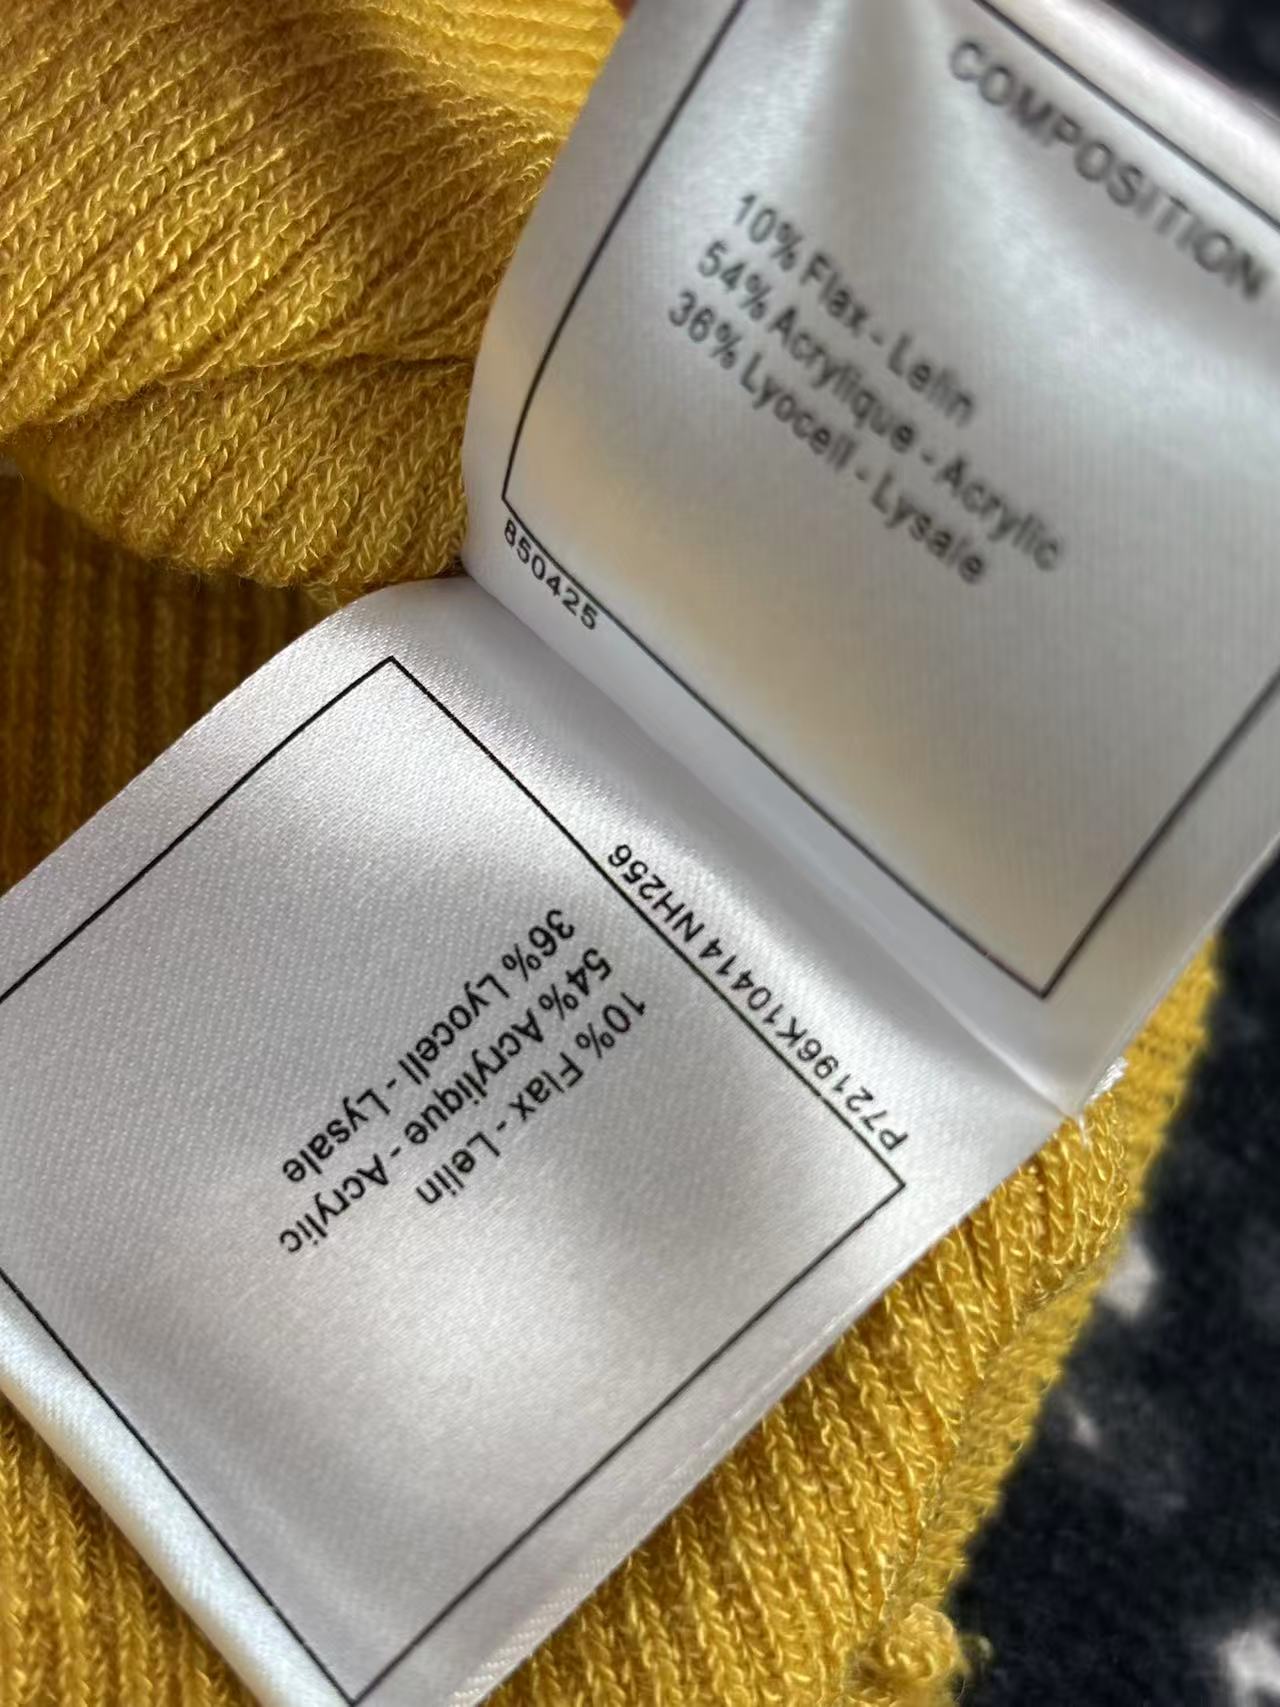 COMPOSITION
10% Flax - Lelin
54% Acrylique - Acrylic
36% Lyocell - Lysale
850425
P72196K10414 NH256
10% Flax - Lelin
54% Acrylique - Acrylic
36% Lyocell - Lysale